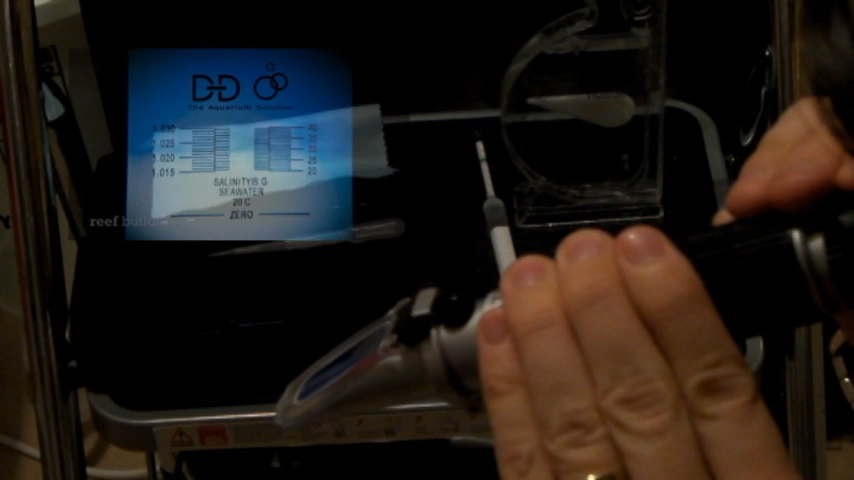 D-D
The Aquarium Solution
1.030 40
1.025 35
30
1.020 25
1.015 20
SALINITY/S.G.
SEAWATER
20 C
ZERO
reef build